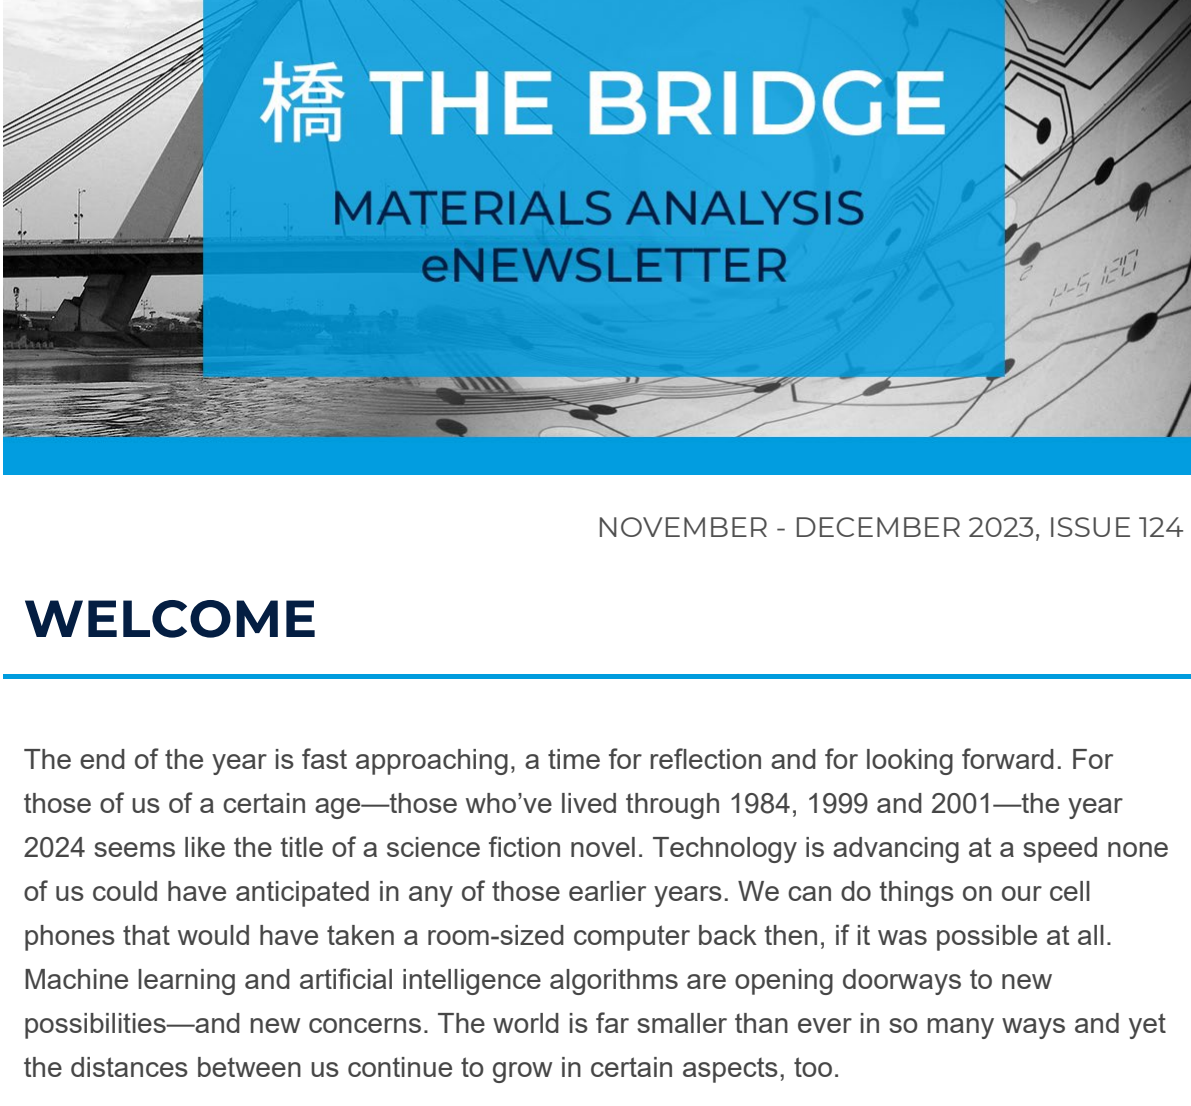 橋 THE BRIDGE
MATERIALS ANALYSIS
eNEWSLETTER
NOVEMBER - DECEMBER 2023, ISSUE 124
WELCOME
The end of the year is fast approaching, a time for reflection and for looking forward. For
those of us of a certain age—those who’ve lived through 1984, 1999 and 2001—the year
2024 seems like the title of a science fiction novel. Technology is advancing at a speed none
of us could have anticipated in any of those earlier years. We can do things on our cell
phones that would have taken a room-sized computer back then, if it was possible at all.
Machine learning and artificial intelligence algorithms are opening doorways to new
possibilities—and new concerns. The world is far smaller than ever in so many ways and yet
the distances between us continue to grow in certain aspects, too.